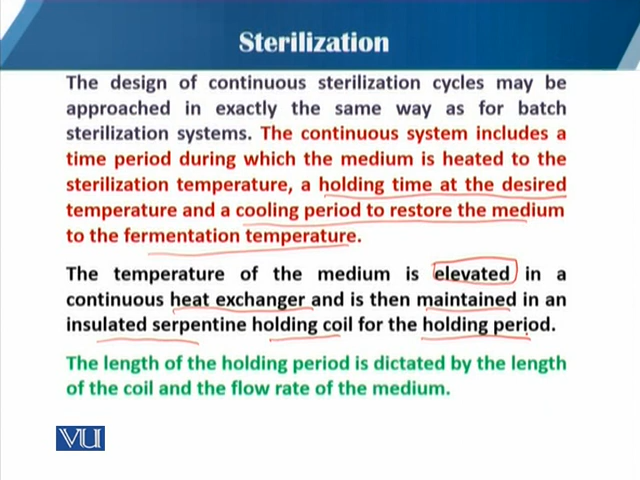 Sterilization
The design of continuous sterilization cycles may be
approached in exactly the same way as for batch
sterilization systems. The continuous system includes a
time period during which the medium is heated to the
sterilization temperature, a holding time at the desired
temperature and a cooling period to restore the medium
to the fermentation temperature.
The temperature of the medium is elevated in a
continuous heat exchanger and is then maintained in an
insulated serpentine holding coil for the holding period.
The length of the holding period is dictated by the length
of the coil and the flow rate of the medium.
VU